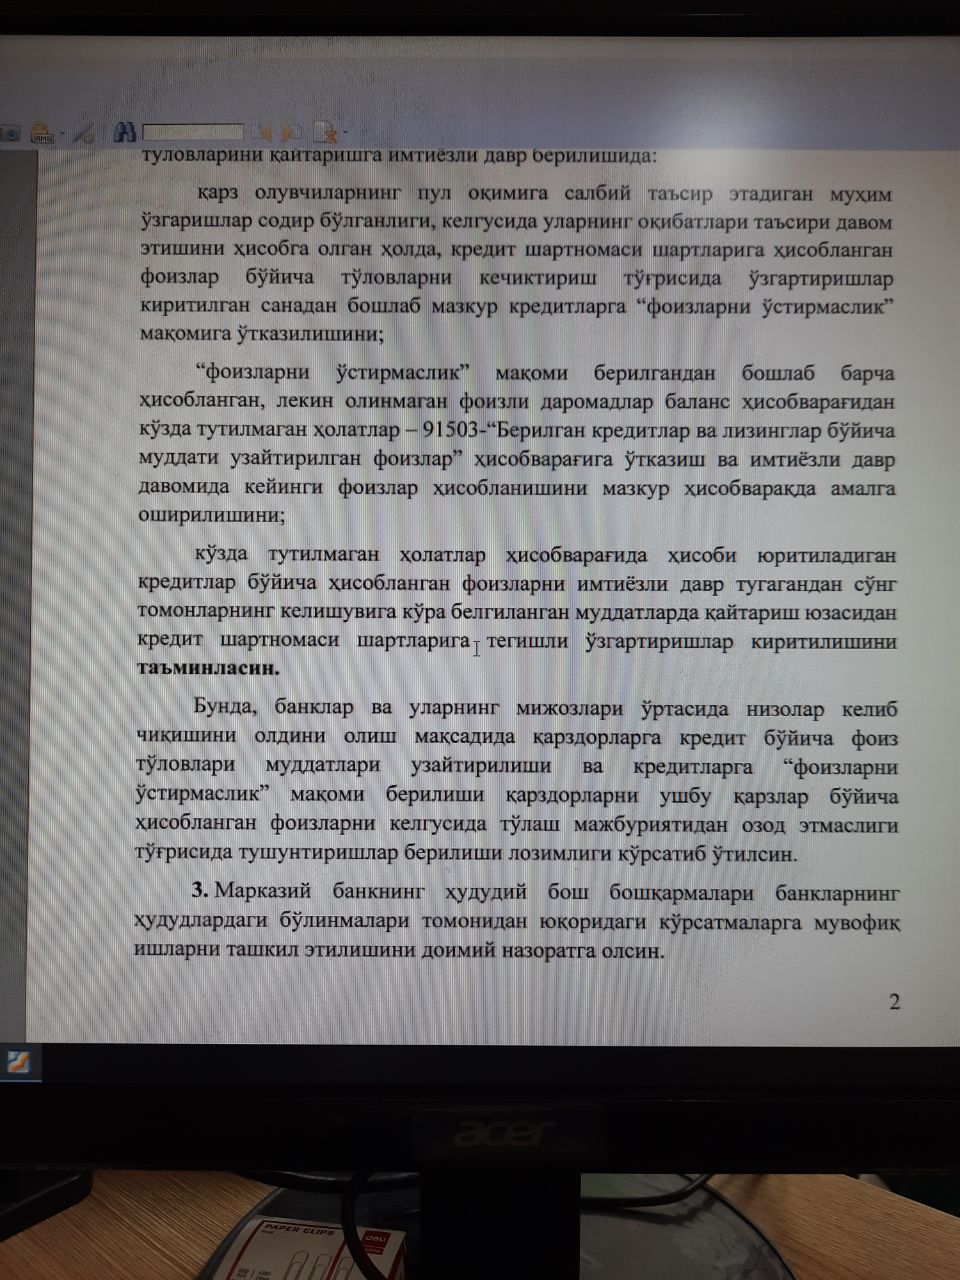 туловларини қайтаришга имтиёзли давр берилишида:
қарз олувчиларнинг пул оқимига салбий таъсир этадиган муҳим
ўзгаришлар содир бўлганлиги, келгусида уларнинг оқибатлари таъсири давом
этишини ҳисобга олган ҳолда, кредит шартномаси шартларига ҳисобланган
фоизлар бўйича тўловларни кечиктириш тўғрисида ўзгартиришлар
киритилган санадан бошлаб мазкур кредитларга “фоизларни ўстирмаслик”
мақомига ўтказилишини;
“фоизларни ўстирмаслик” мақоми берилгандан бошлаб барча
ҳисобланган, лекин олинмаган фоизли даромадлар баланс ҳисобварағидан
кўзда тутилмаган ҳолатлар – 91503-“Берилган кредитлар ва лизинглар бўйича
муддати узайтирилган фоизлар” ҳисобварағига ўтказиш ва имтиёзли давр
давомида кейинги фоизлар ҳисобланишини мазкур ҳисобварақда амалга
оширилишини;
кўзда тутилмаган ҳолатлар ҳисобварағида ҳисоби юритиладиган
кредитлар бўйича ҳисобланган фоизларни имтиёзли давр тугагандан сўнг
томонларнинг келишувига кўра белгиланган муддатларда қайтариш юзасидан
кредит шартномаси шартларига тегишли ўзгартиришлар киритилишини
таъминласин.
Бунда, банклар ва уларнинг мижозлари ўртасида низолар келиб
чиқишини олдини олиш мақсадида қарздорларга кредит бўйича фоиз
тўловлари муддатлари узайтирилиши ва кредитларга “фоизларни
ўстирмаслик” мақоми берилиши қарздорларни ушбу қарзлар бўйича
ҳисобланган фоизларни келгусида тўлаш мажбуриятидан озод этмаслиги
тўғрисида тушунтиришлар берилиши лозимлиги кўрсатиб ўтилсин.
3. Марказий банкнинг ҳудудий бош бошқармалари банкларнинг
ҳудудлардаги бўлинмалари томонидан юқоридаги кўрсатмаларга мувофиқ
ишларни ташкил этилишини доимий назоратга олсин.
2
acer
PAPER CLIPS
deli
100